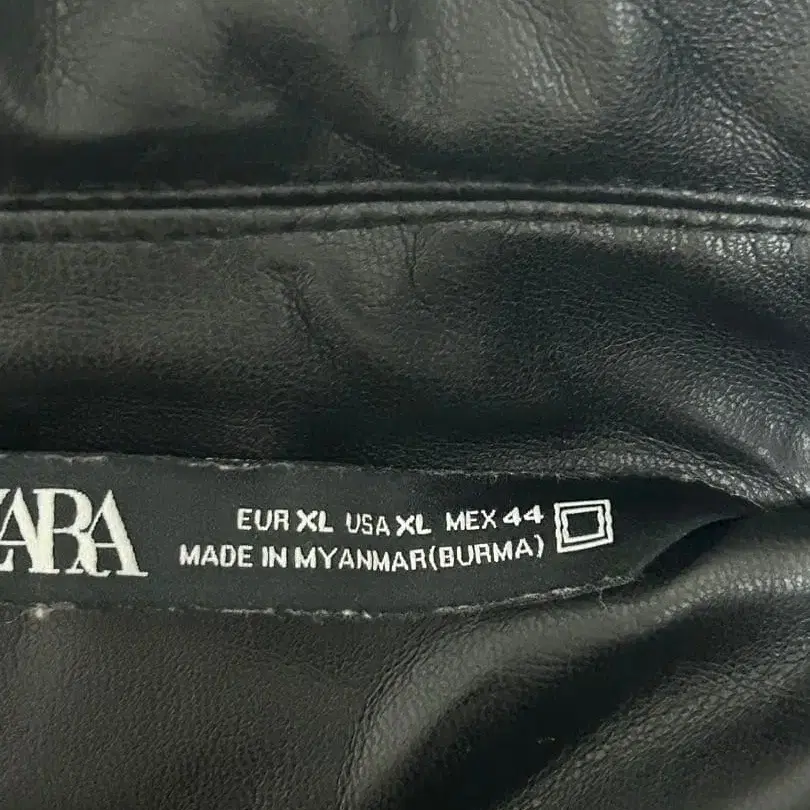 ZARA
EUR XL USA XL MEX 44
MADE IN MYANMAR(BURMA)